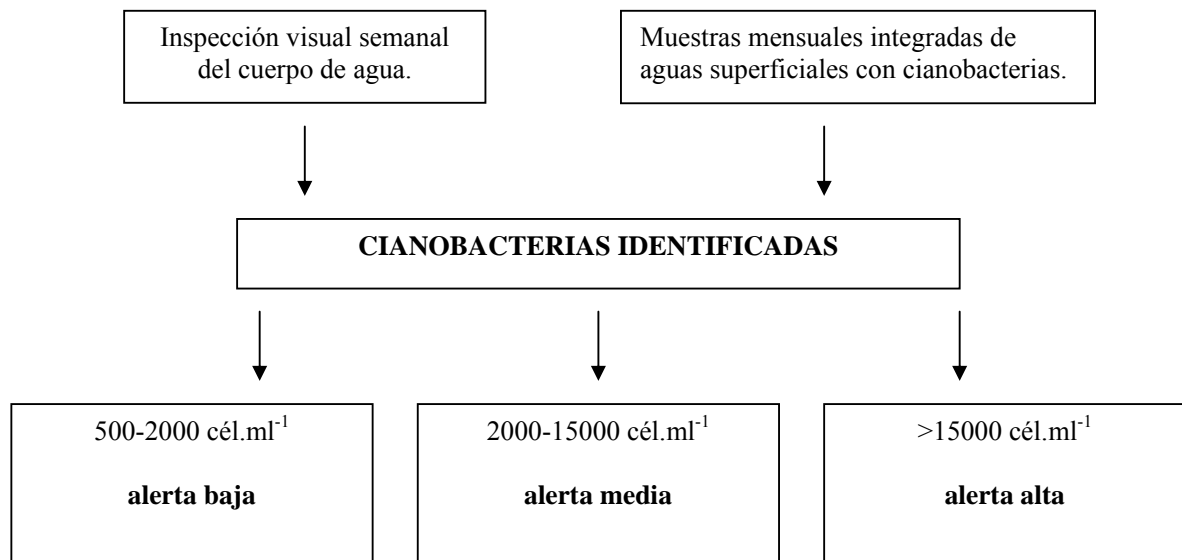 Inspección visual semanal
del cuerpo de agua.
Muestras mensuales integradas de
aguas superficiales con cianobacterias.
CIANOBACTERIAS IDENTIFICADAS
500-2000 cél.ml⁻¹
alerta baja
2000-15000 cél.ml⁻¹
alerta media
>15000 cél.ml⁻¹
alerta alta